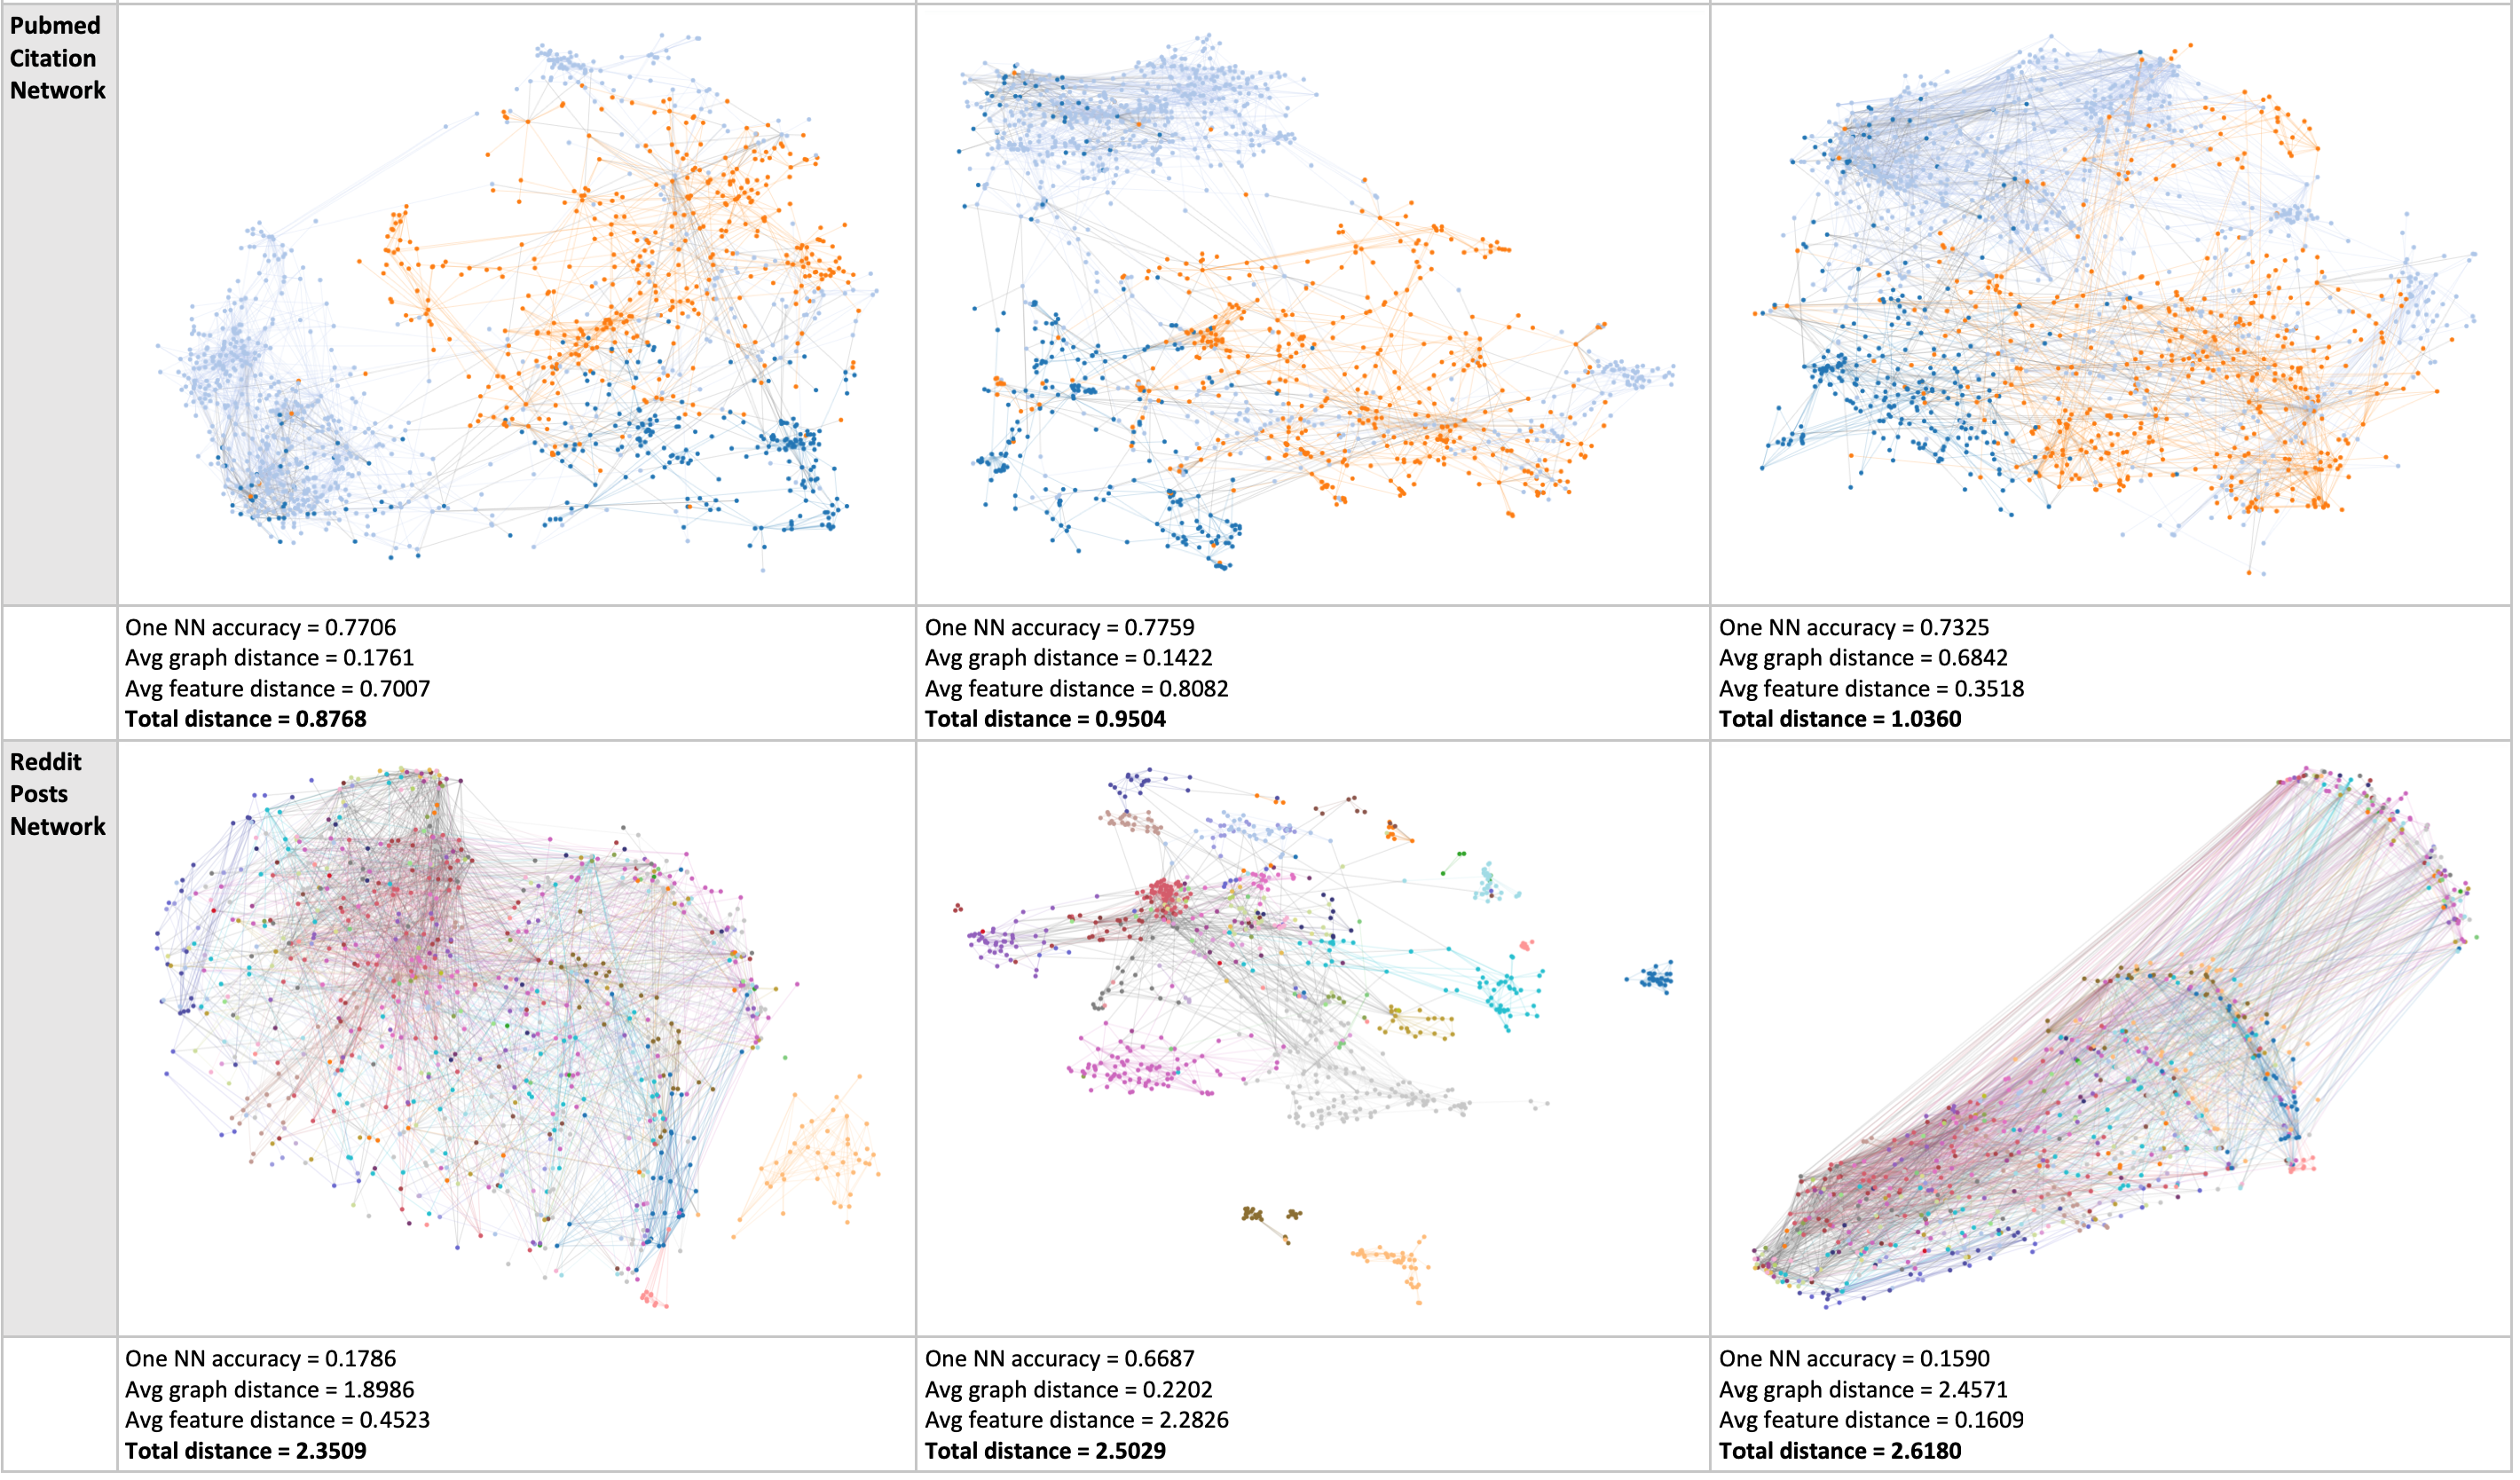 Pubmed
Citation
Network
One NN accuracy = 0.7706
Avg graph distance = 0.1761
Avg feature distance = 0.7007
Total distance = 0.8768
One NN accuracy = 0.7759
Avg graph distance = 0.1422
Avg feature distance = 0.8082
Total distance = 0.9504
One NN accuracy = 0.7325
Avg graph distance = 0.6842
Avg feature distance = 0.3518
Total distance = 1.0360
Reddit
Posts
Network
One NN accuracy = 0.1786
Avg graph distance = 1.8986
Avg feature distance = 0.4523
Total distance = 2.3509
One NN accuracy = 0.6687
Avg graph distance = 0.2202
Avg feature distance = 2.2826
Total distance = 2.5029
One NN accuracy = 0.1590
Avg graph distance = 2.4571
Avg feature distance = 0.1609
Total distance = 2.6180